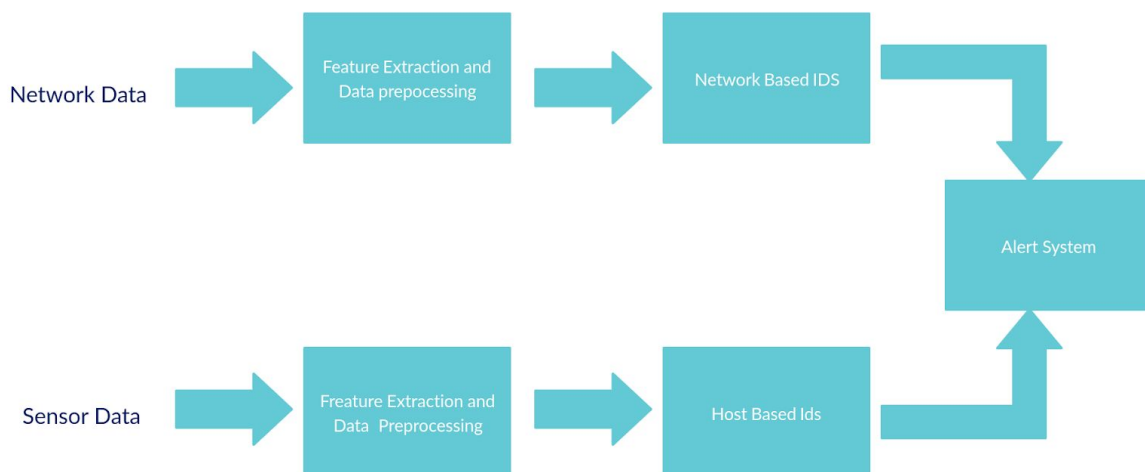 Network Data
Feature Extraction and
Data prepocessing
Network Based IDS
Alert System
Sensor Data
Freature Extraction and
Data Preprocessing
Host Based Ids